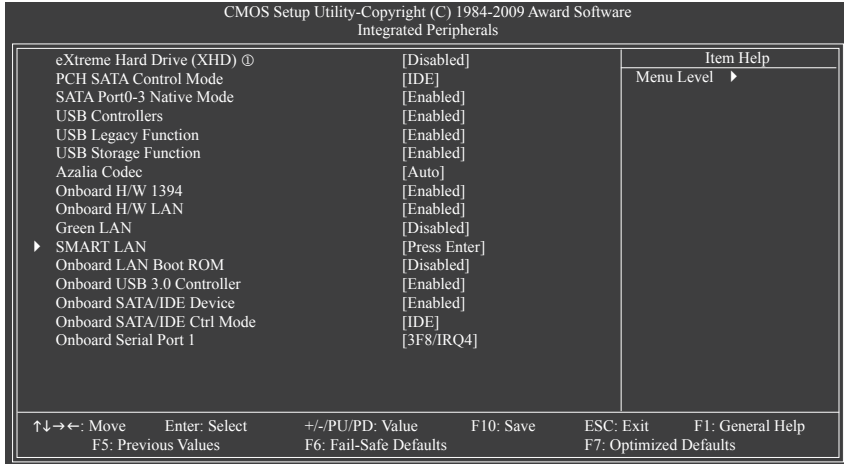 CMOS Setup Utility-Copyright (C) 1984-2009 Award Software
Integrated Peripherals
eXtreme Hard Drive (XHD) ① [Disabled]
PCH SATA Control Mode [IDE]
SATA Port0-3 Native Mode [Enabled]
USB Controllers [Enabled]
USB Legacy Function [Enabled]
USB Storage Function [Enabled]
Azalia Codec [Auto]
Onboard H/W 1394 [Enabled]
Onboard H/W LAN [Enabled]
Green LAN [Disabled]
SMART LAN [Press Enter]
Onboard LAN Boot ROM [Disabled]
Onboard USB 3.0 Controller [Enabled]
Onboard SATA/IDE Device [Enabled]
Onboard SATA/IDE Ctrl Mode [IDE]
Onboard Serial Port 1 [3F8/IRQ4]
Item Help
Menu Level ▶
↑↓→←: Move Enter: Select +/-/PU/PD: Value F10: Save ESC: Exit F1: General Help
F5: Previous Values F6: Fail-Safe Defaults F7: Optimized Defaults